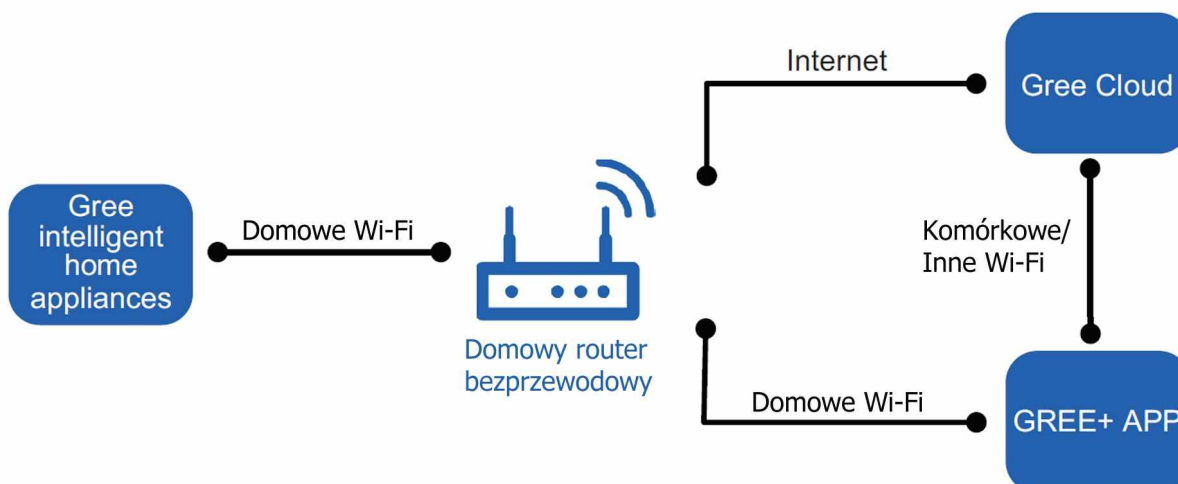 Gree
intelligent
home
appliances
Domowe Wi-Fi
Domowy router
bezprzewodowy
Internet
Gree Cloud
Komórkowe/
Inne Wi-Fi
Domowe Wi-Fi
GREE+ APP